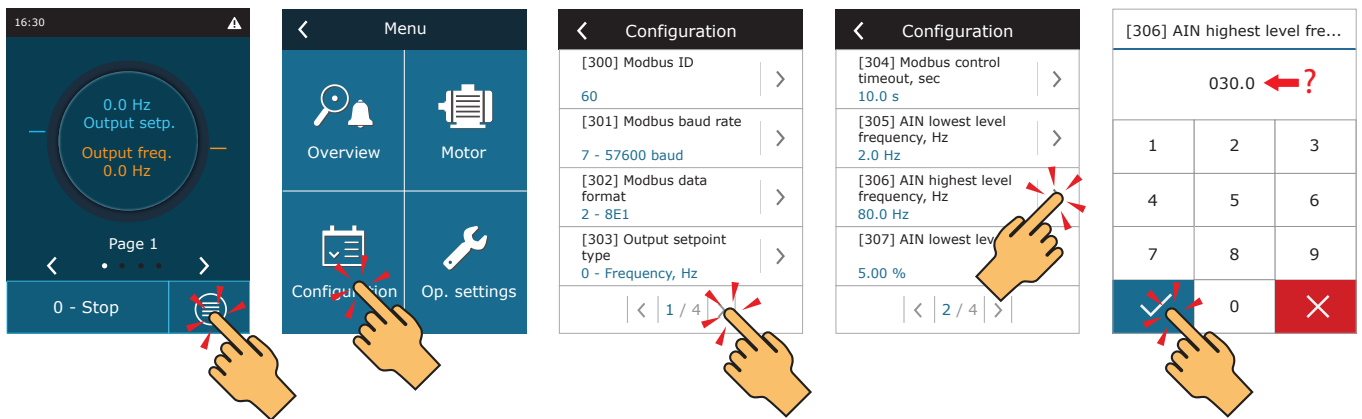 16:30
0.0 Hz
Output setp.
Output freq.
0.0 Hz
Page 1
0 - Stop
Menu
Overview
Motor
Configuration
Op. settings
Configuration
[300] Modbus ID
60
[301] Modbus baud rate
7 - 57600 baud
[302] Modbus data
format
2 - 8E1
[303] Output setpoint
type
0 - Frequency, Hz
1 / 4
Configuration
[304] Modbus control
timeout, sec
10.0 s
[305] AIN lowest level
frequency, Hz
2.0 Hz
[306] AIN highest level
frequency, Hz
80.0 Hz
[307] AIN lowest lev
5.00 %
2 / 4
[306] AIN highest level fre...
030.0 ?
1 2 3
4 5 6
7 8 9
0